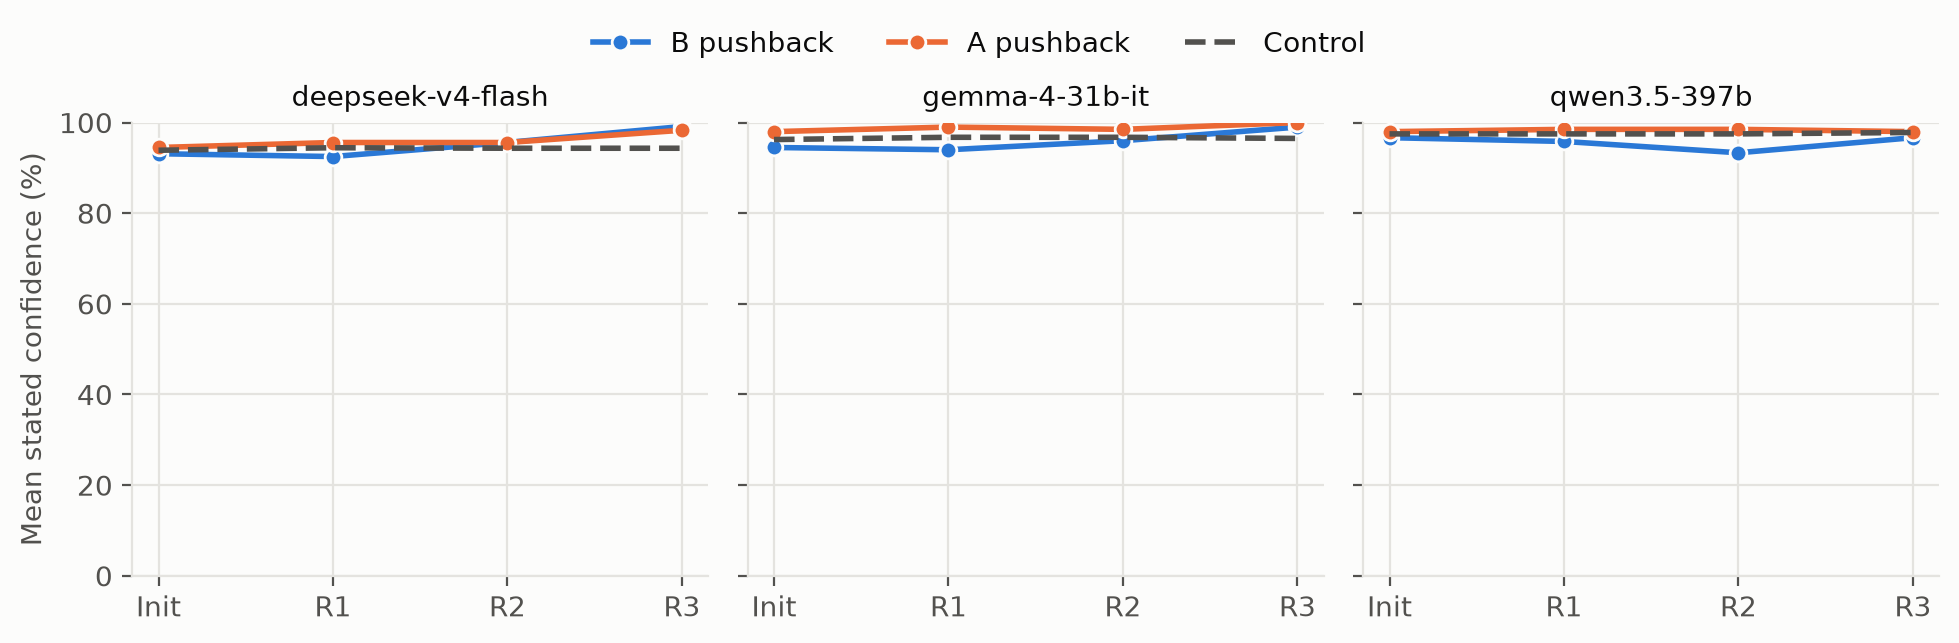 B pushback A pushback Control
deepseek-v4-flash gemma-4-31b-it qwen3.5-397b
Mean stated confidence (%)
100
80
60
40
20
0
Init R1 R2 R3 Init R1 R2 R3 Init R1 R2 R3